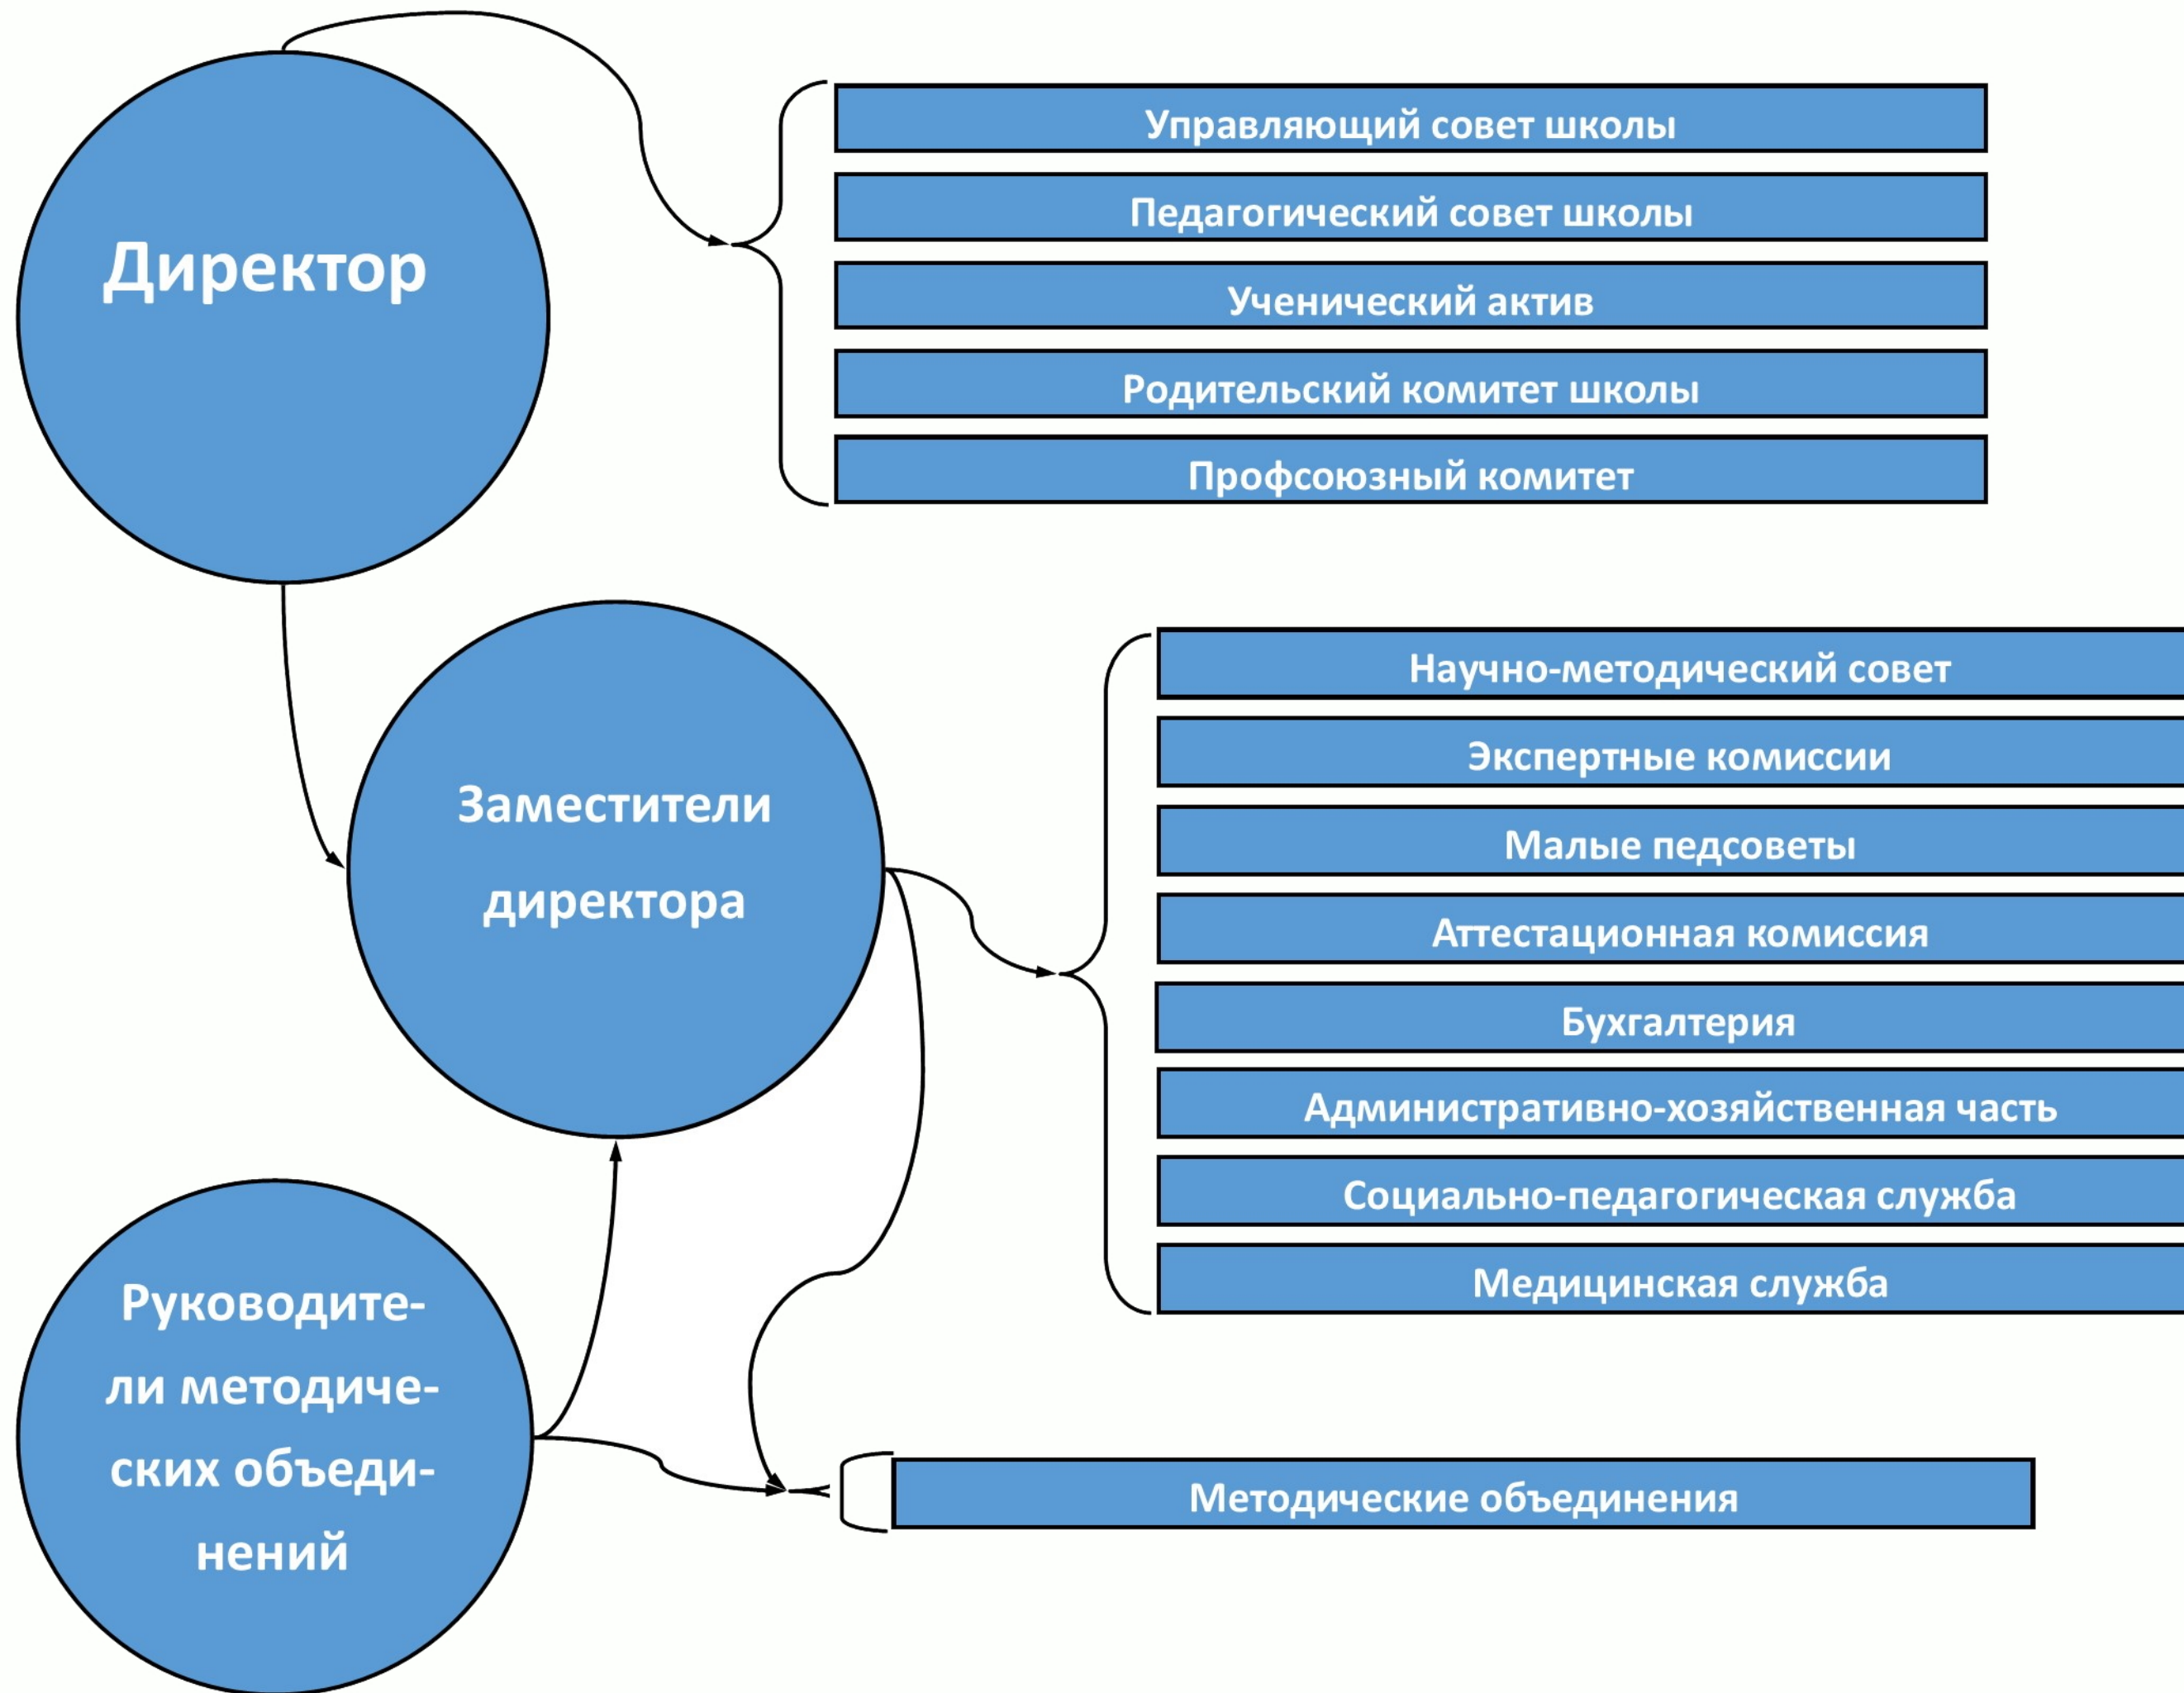 Директор
Управляющий совет школы
Педагогический совет школы
Ученический актив
Родительский комитет школы
Профсоюзный комитет
Заместители
директора
Научно-методический совет
Экспертные комиссии
Малые педсоветы
Аттестационная комиссия
Бухгалтерия
Административно-хозяйственная часть
Социально-педагогическая служба
Медицинская служба
Руководите-
ли методиче-
ских объеди-
нений
Методические объединения